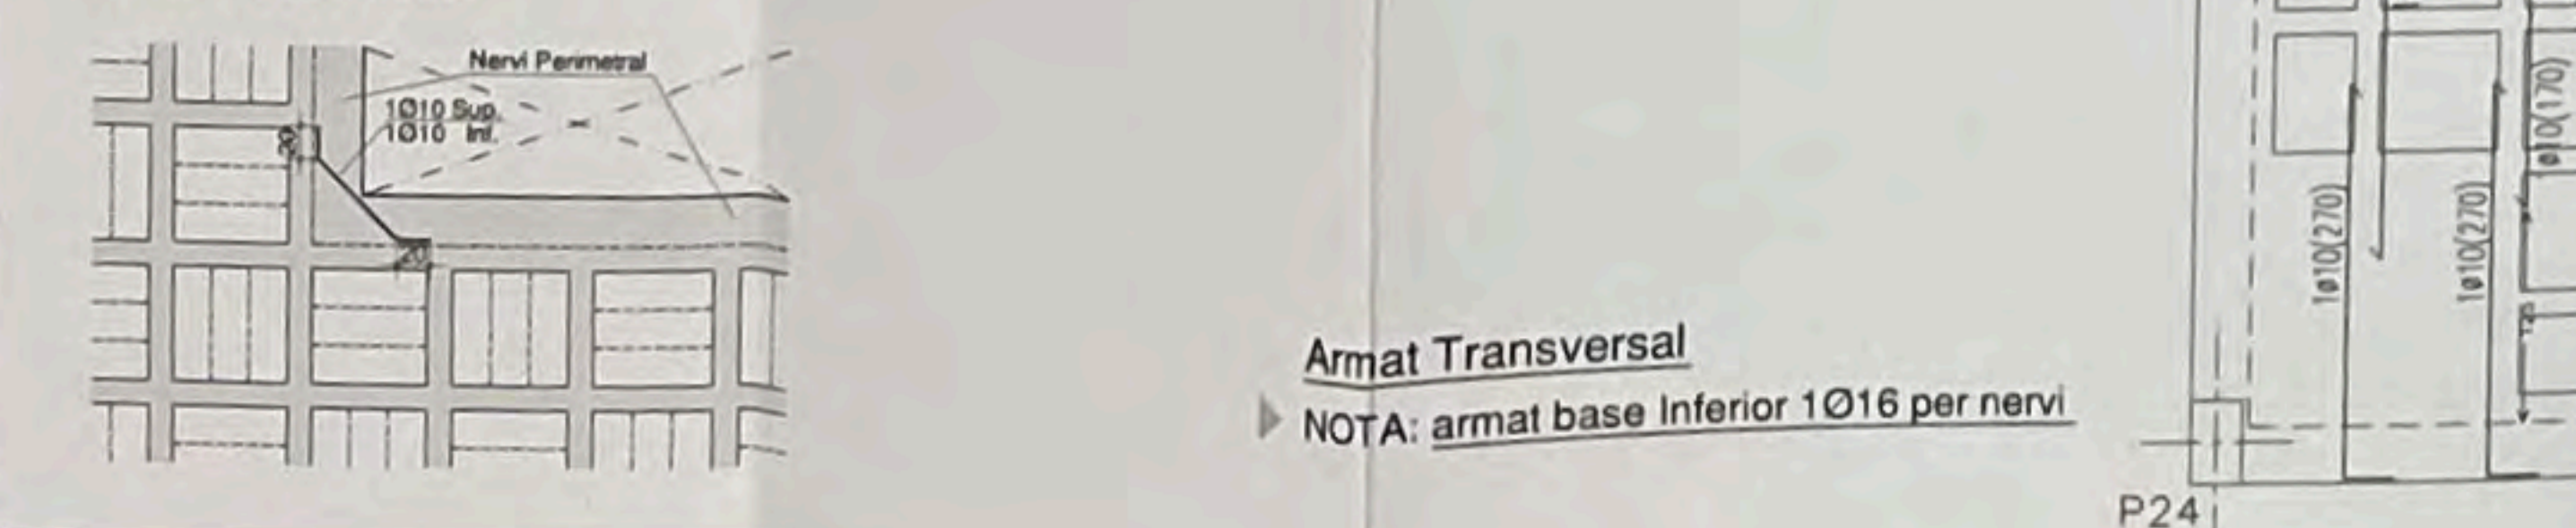 Nervi Perimetral
1Ø10 Sup.
1Ø10 Inf.
20
20
Armat Transversal
NOTA: armat base Inferior 1Ø16 per nervi
1ø10(270)
1ø10(270)
1ø10(170)
P24